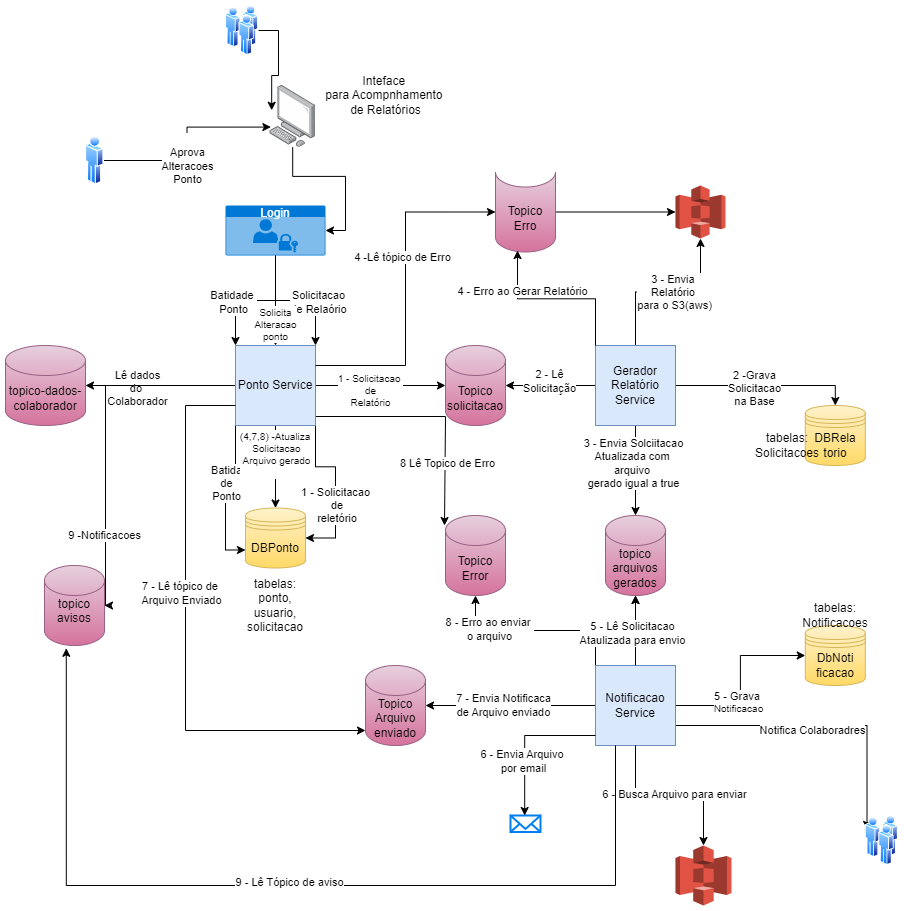 Inteface
para Acompnhamento
de Relatórios
Aprova
Alteracoes
Ponto
Login
Topico
Erro
4 -Lê tópico de Erro
4 - Erro ao Gerar Relatório
3 - Envia
Relatório
para o S3(aws)
Batidade
Ponto
Solicitacao
e Relaório
Solicita
Alteracao
ponto
topico-dados-
colaborador
Lê dados
do
Colaborador
Ponto Service
1 - Solicitacao
de
Relatório
Topico
solicitacao
2 - Lê
Solicitação
Gerador
Relatório
Service
2 -Grava
Solicitacao
na Base
tabelas:
Solicitacoes
DBRela
torio
(4,7,8) -Atualiza
Solicitacao
Arquivo gerado
Batida
de
Ponto
1 - Solicitacao
de
reletório
8 Lê Topico de Erro
3 - Envia Solciitacao
Atualizada com
arquivo
gerado igual a true
9 -Notificacoes
DBPonto
tabelas:
ponto,
usuario,
solicitacao
Topico
Error
topico
arquivos
gerados
7 - Lê tópico de
Arquivo Enviado
topico
avisos
8 - Erro ao enviar
o arquivo
5 - Lê Solicitacao
Ataulizada para envio
tabelas:
Notificacoes
DbNoti
ficacao
Topico
Arquivo
enviado
7 - Envia Notificaca
de Arquivo enviado
Notificacao
Service
5 - Grava
Notificacao
Notifica Colaboradres
6 - Envia Arquivo
por email
6 - Busca Arquivo para enviar
9 - Lê Tópico de aviso